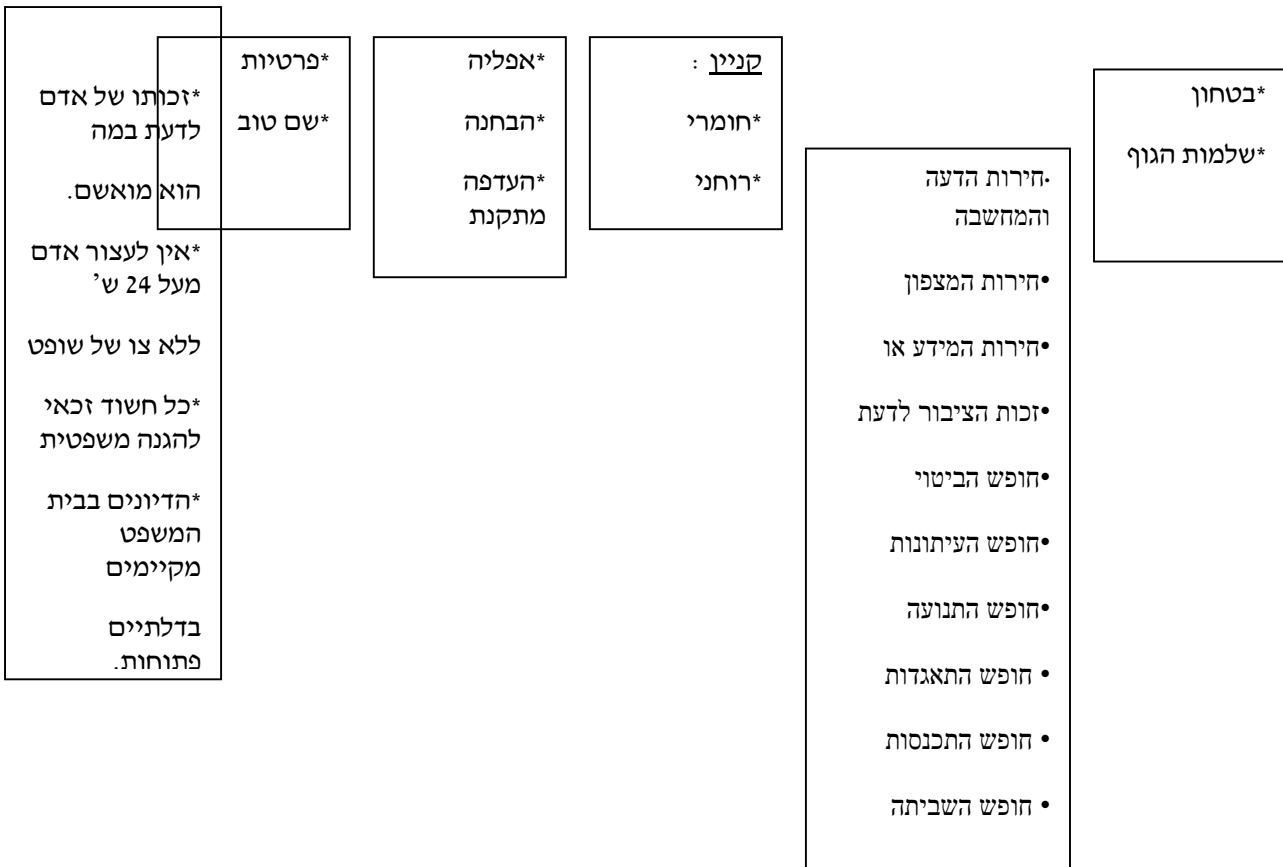 *בטחון
*שלמות הגוף
·חירות הדעה
והמחשבה
•חירות המצפון
•חירות המידע או
•זכות הציבור לדעת
•חופש הביטוי
•חופש העיתונות
•חופש התנועה
• חופש התאגדות
• חופש התכנסות
• חופש השביתה
קניין :
*חומרי
*רוחני
*אפליה
*הבחנה
*העדפה
מתקנת
*פרטיות
*שם טוב
*זכותו של אדם
לדעת במה
הוא מואשם.
*אין לעצור אדם
מעל 24 ש'
ללא צו של שופט
*כל חשוד זכאי
להגנה משפטית
*הדיונים בבית
המשפט
מקיימים
בדלתיים
פתוחות.